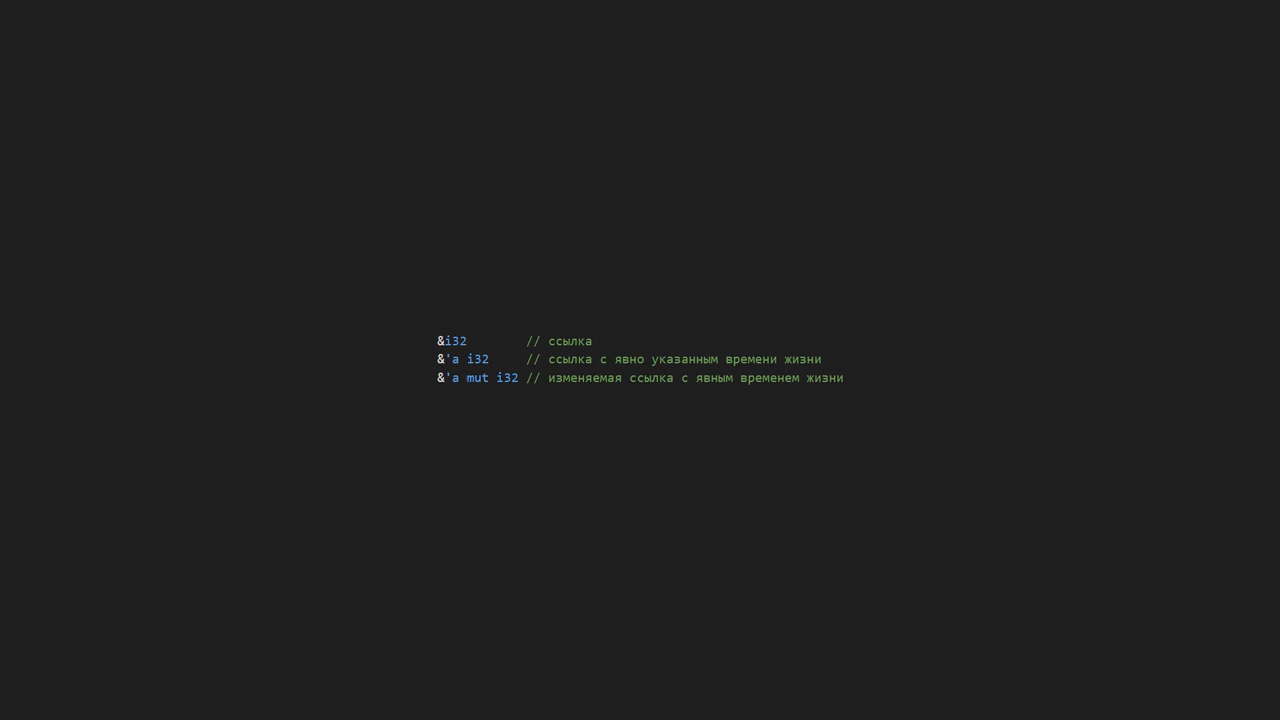 &i32        // ссылка
&'a i32     // ссылка с явно указанным времени жизни
&'a mut i32 // изменяемая ссылка с явным временем жизни